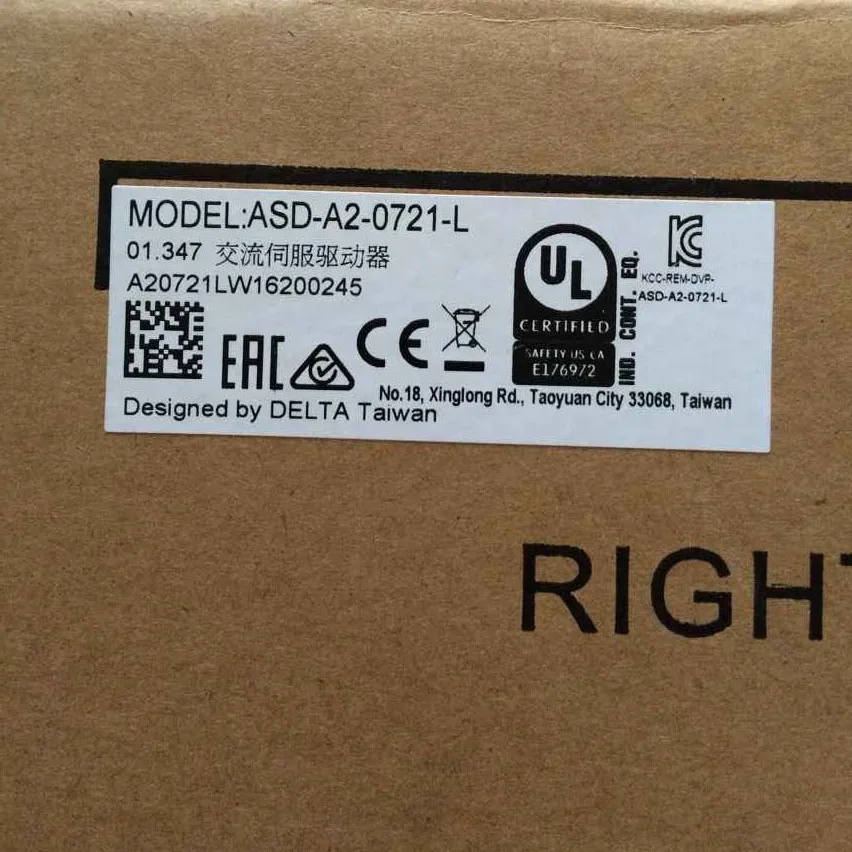 MODEL:ASD-A2-0721-L
01.347 交流伺服驱动器
A20721LW16200245
UL
CERTIFIED
SAFETY US CA
E176972
IND. CONT. EQ.
KCC-REM-DVP-
ASD-A2-0721-L
EAC CE
No.18, Xinglong Rd., Taoyuan City 33068, Taiwan
Designed by DELTA Taiwan
RIGHT